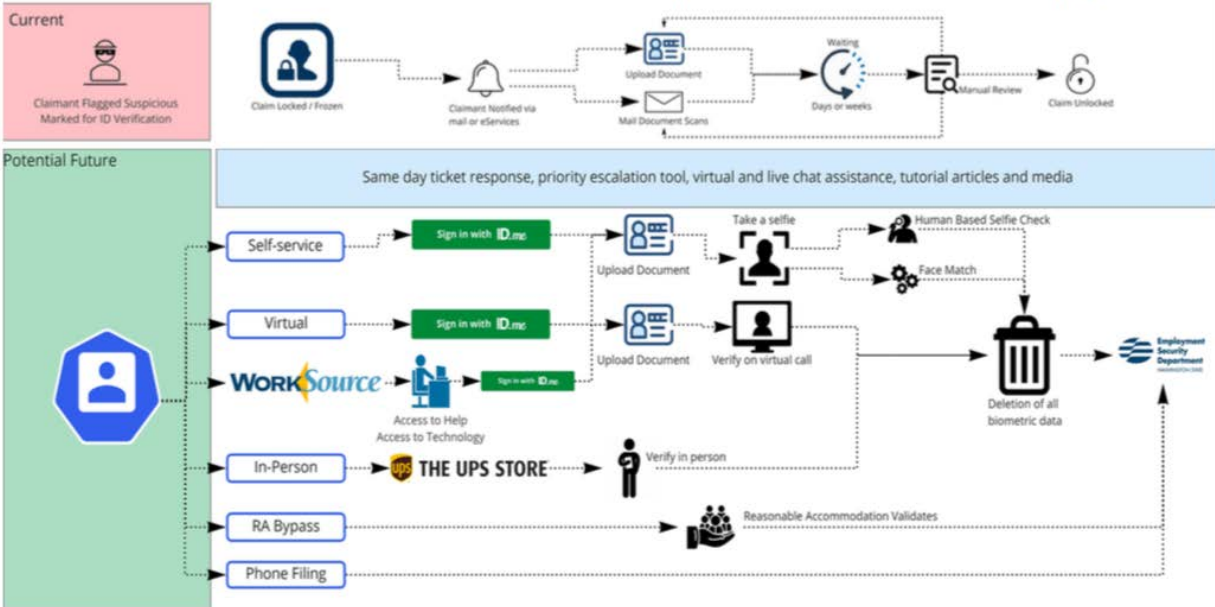 Current
Claimant Flagged Suspicious
Marked for ID Verification
Claim Locked / Frozen
Claimant Notified via
mail or eServices
Upload Document
Mail Document Scans
Waiting
Days or weeks
Manual Review
Claim Unlocked
Potential Future
Same day ticket response, priority escalation tool, virtual and live chat assistance, tutorial articles and media
Self-service
Sign in with ID.me
Upload Document
Take a selfie
Human Based Selfie Check
Face Match
Virtual
Sign in with ID.me
Upload Document
Verify on virtual call
WORKSource
Access to Help
Access to Technology
Sign in with ID.me
Deletion of all
biometric data
Employment
Security
Department
WASHINGTON STATE
In-Person
ups THE UPS STORE
Verify in person
RA Bypass
Reasonable Accommodation Validates
Phone Filing